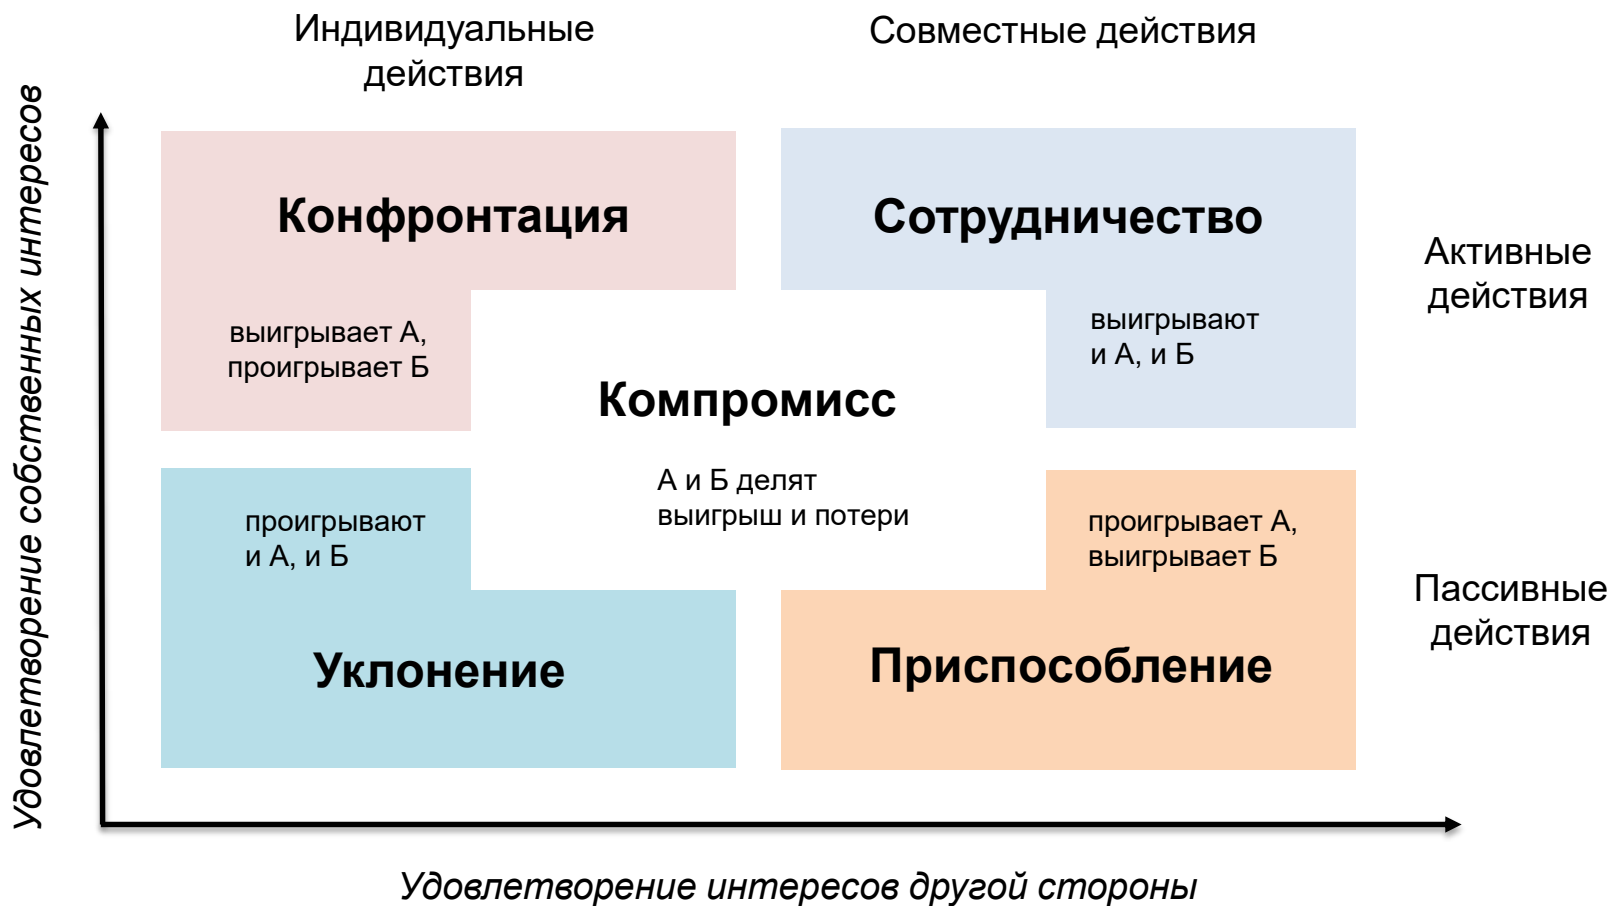 Индивидуальные
действия
Совместные действия
Удовлетворение собственных интересов
Конфронтация
выигрывает А,
проигрывает Б
Сотрудничество
выигрывают
и А, и Б
Активные
действия
Компромисс
А и Б делят
выигрыш и потери
проигрывают
и А, и Б
Уклонение
проигрывает А,
выигрывает Б
Приспособление
Пассивные
действия
Удовлетворение интересов другой стороны